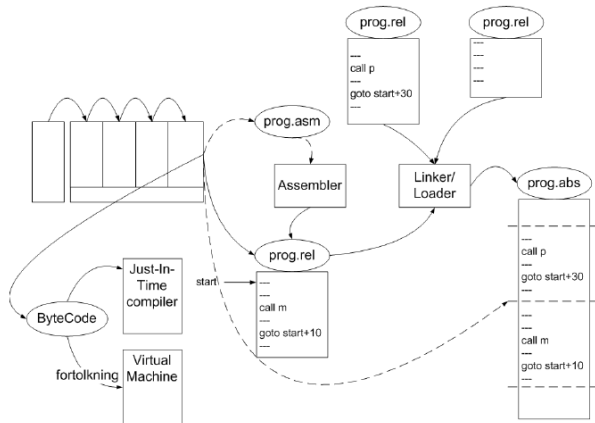 prog.rel
---
call p
---
goto start+30
---
prog.rel
---
---
---
---
prog.asm
Assembler
Linker/
Loader
prog.abs
---
call p
---
goto start+30
---
---
---
call m
---
goto start+10
---
prog.rel
start
---
---
call m
---
goto start+10
---
ByteCode
Just-In-
Time
compiler
fortolkning
Virtual
Machine